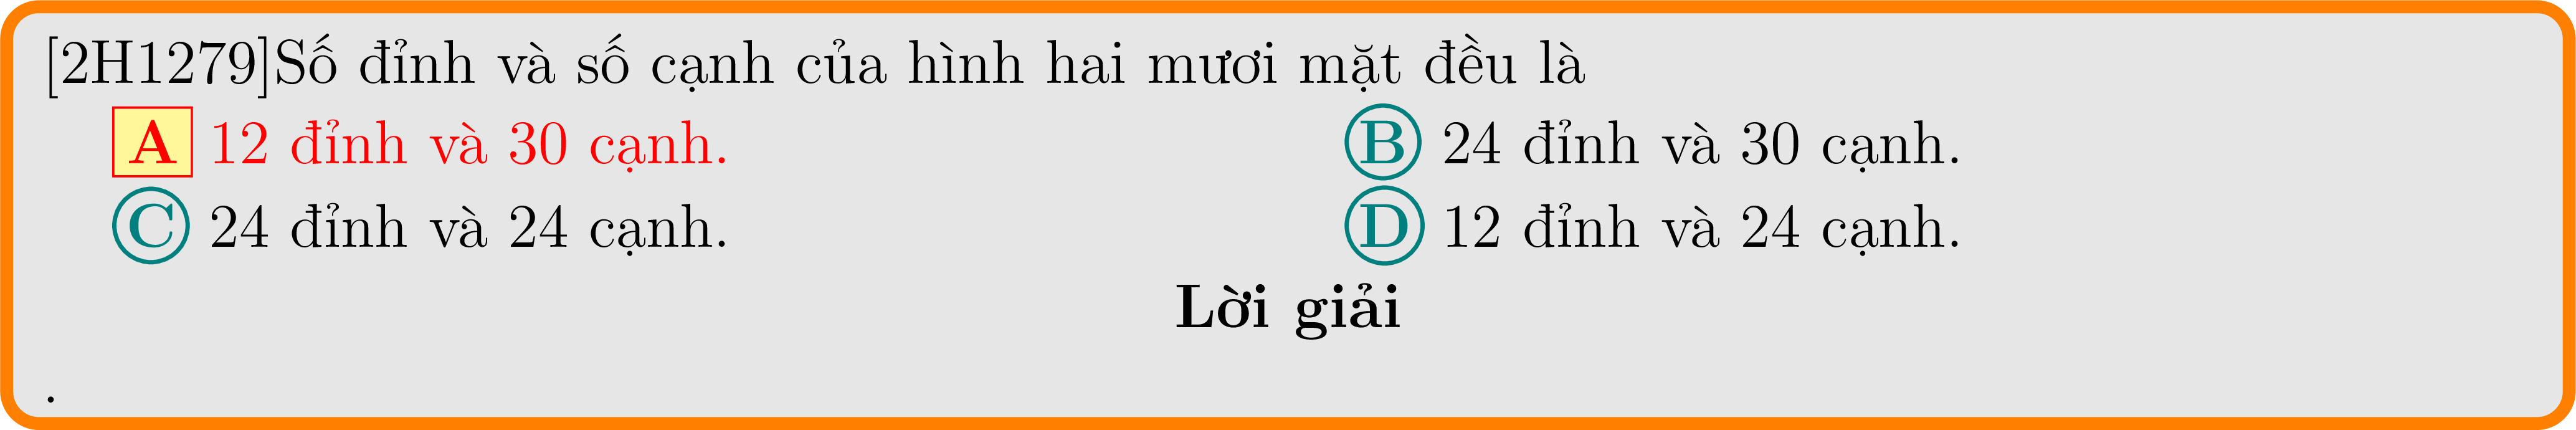 [2H1279]Số đỉnh và số cạnh của hình hai mươi mặt đều là
A 12 đỉnh và 30 cạnh. B 24 đỉnh và 30 cạnh.
C 24 đỉnh và 24 cạnh. D 12 đỉnh và 24 cạnh.
Lời giải
.